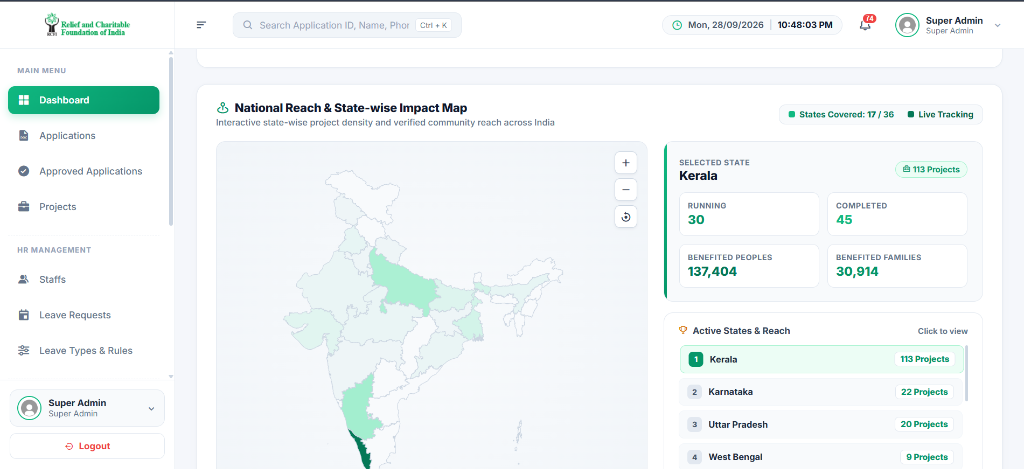 Relief and Charitable
Foundation of India
RCFI
Search Application ID, Name, Phor
Ctrl + K
Mon, 28/09/2026
10:48:03 PM
74
Super Admin
Super Admin
MAIN MENU
Dashboard
Applications
Approved Applications
Projects
HR MANAGEMENT
Staffs
Leave Requests
Leave Types & Rules
Super Admin
Super Admin
Logout
National Reach & State-wise Impact Map
Interactive state-wise project density and verified community reach across India
States Covered: 17 / 36
Live Tracking
+
−
SELECTED STATE
Kerala
113 Projects
RUNNING
30
COMPLETED
45
BENEFITED PEOPLES
137,404
BENEFITED FAMILIES
30,914
Active States & Reach
Click to view
1 Kerala 113 Projects
2 Karnataka 22 Projects
3 Uttar Pradesh 20 Projects
4 West Bengal 9 Projects